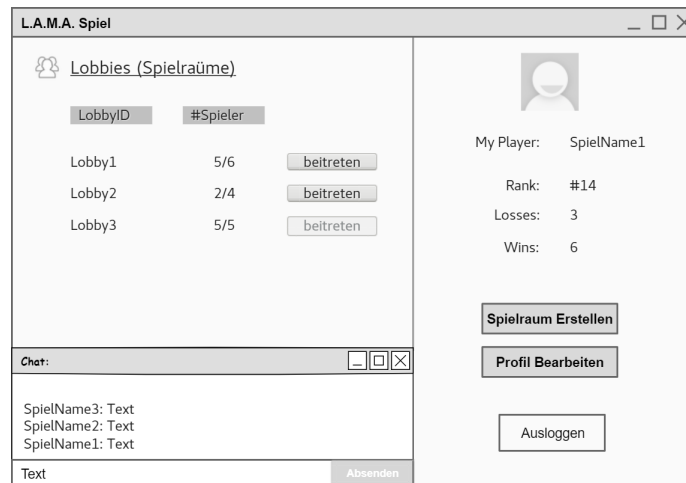 L.A.M.A. Spiel
Lobbies (Spielraüme)
LobbyID #Spieler
Lobby1 5/6 beitreten
Lobby2 2/4 beitreten
Lobby3 5/5 beitreten
Chat:
SpielName3: Text
SpielName2: Text
SpielName1: Text
Text Absenden
My Player: SpielName1
Rank: #14
Losses: 3
Wins: 6
Spielraum Erstellen
Profil Bearbeiten
Ausloggen